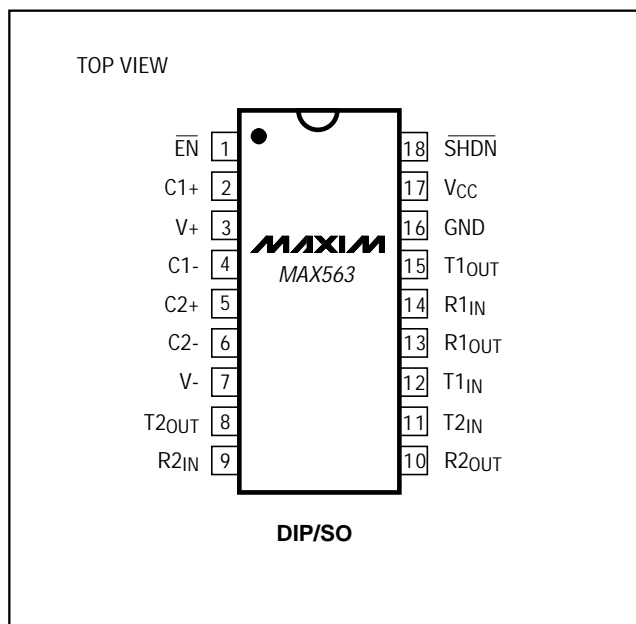 TOP VIEW
E̅N̅ 1 18 S̅H̅D̅N̅
C1+ 2 17 VCC
V+ 3 16 GND
MAXIM
C1- 4 15 T1OUT
MAX563
C2+ 5 14 R1IN
C2- 6 13 R1OUT
V- 7 12 T1IN
T2OUT 8 11 T2IN
R2IN 9 10 R2OUT
DIP/SO